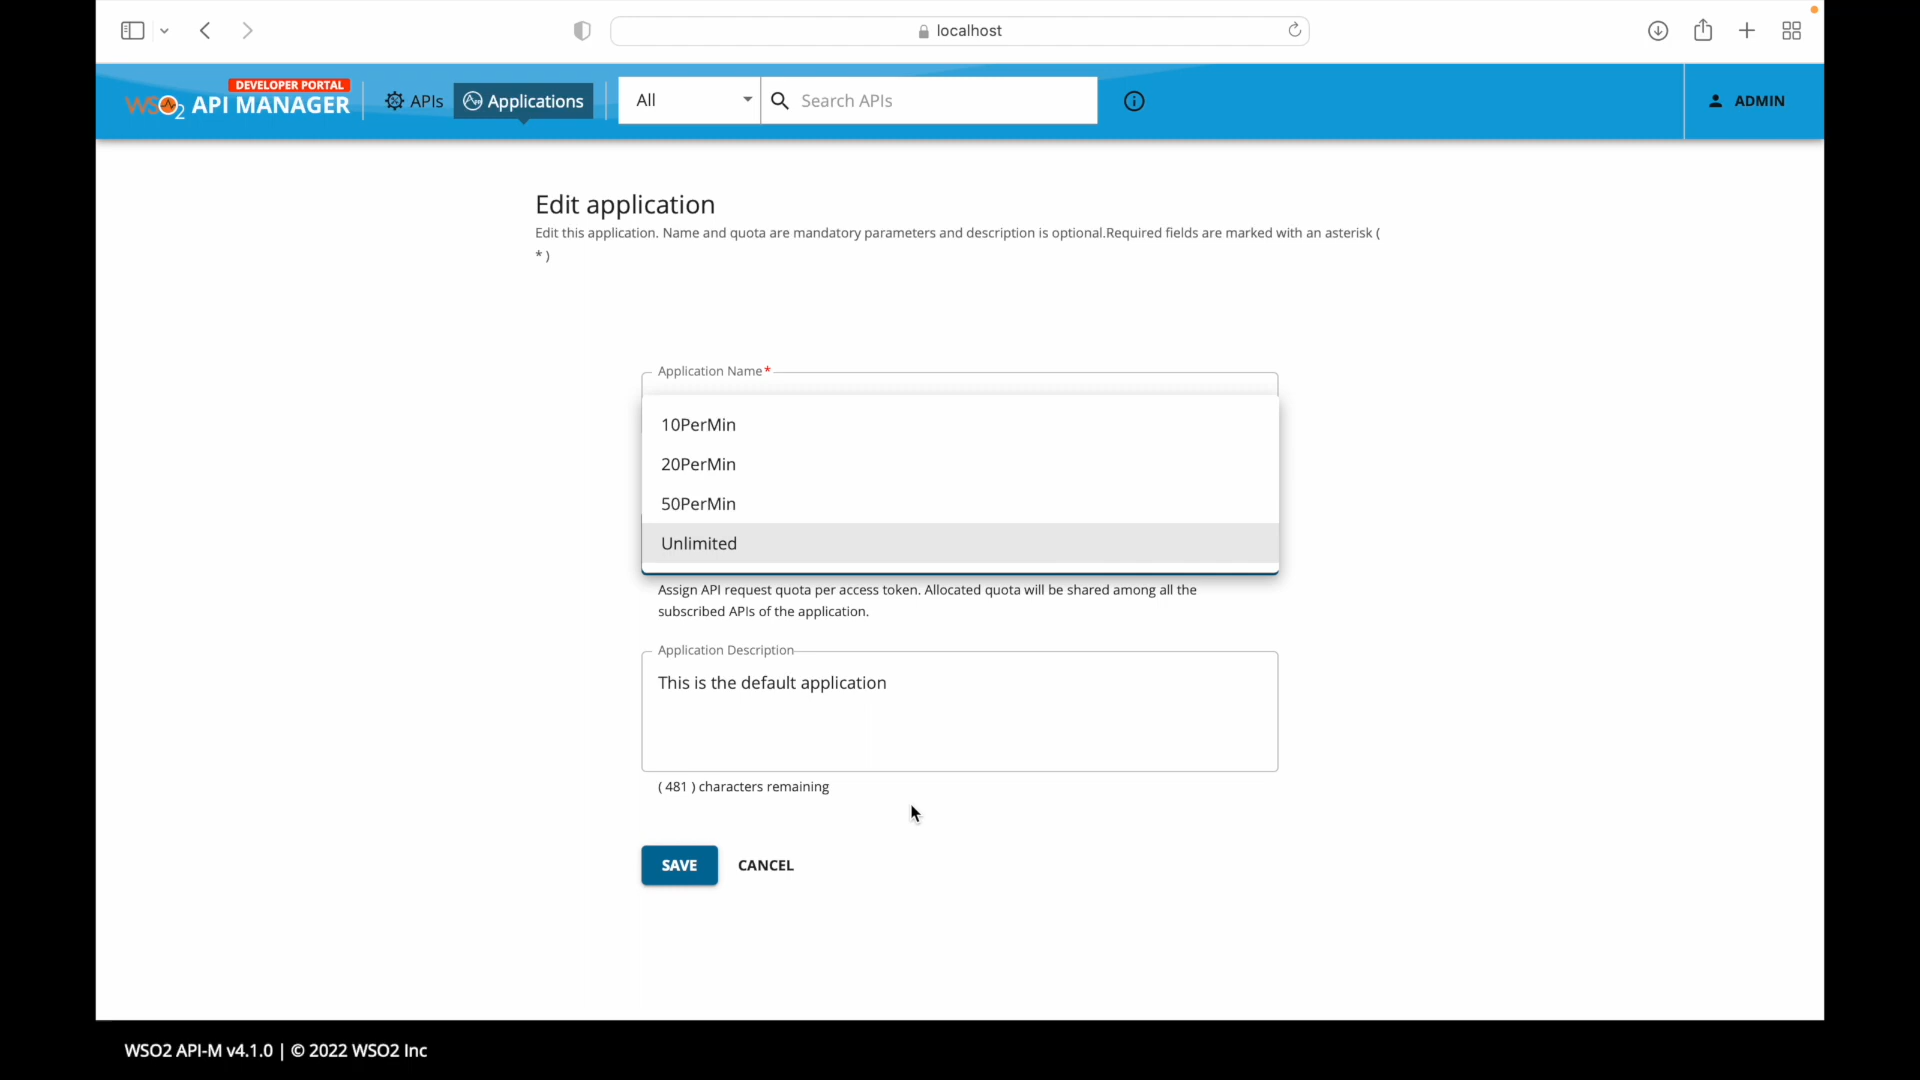 localhost
DEVELOPER PORTAL
WSO2 API MANAGER
APIs
Applications
All
Search APIs
ADMIN
Edit application
Edit this application. Name and quota are mandatory parameters and description is optional.Required fields are marked with an asterisk (
* )
Application Name*
10PerMin
20PerMin
50PerMin
Unlimited
Assign API request quota per access token. Allocated quota will be shared among all the
subscribed APIs of the application.
Application Description
This is the default application
( 481 ) characters remaining
SAVE
CANCEL
WSO2 API-M v4.1.0 | © 2022 WSO2 Inc